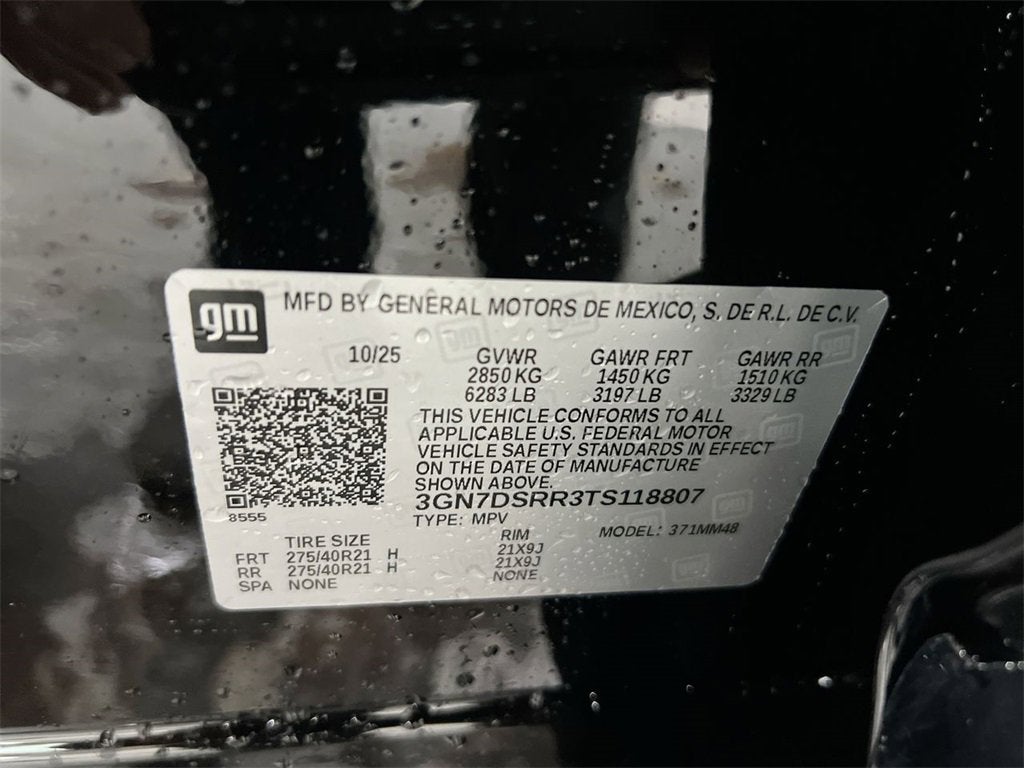 gm
MFD BY GENERAL MOTORS DE MEXICO, S. DE R.L. DE C.V.
10/25 GVWR GAWR FRT GAWR RR
2850 KG 1450 KG 1510 KG
6283 LB 3197 LB 3329 LB
THIS VEHICLE CONFORMS TO ALL
APPLICABLE U.S. FEDERAL MOTOR
VEHICLE SAFETY STANDARDS IN EFFECT
ON THE DATE OF MANUFACTURE
SHOWN ABOVE.
3GN7DSRR3TS118807
8555
TYPE: MPV MODEL: 371MM48
TIRE SIZE RIM
FRT 275/40R21 H 21X9J
RR 275/40R21 H 21X9J
SPA NONE NONE